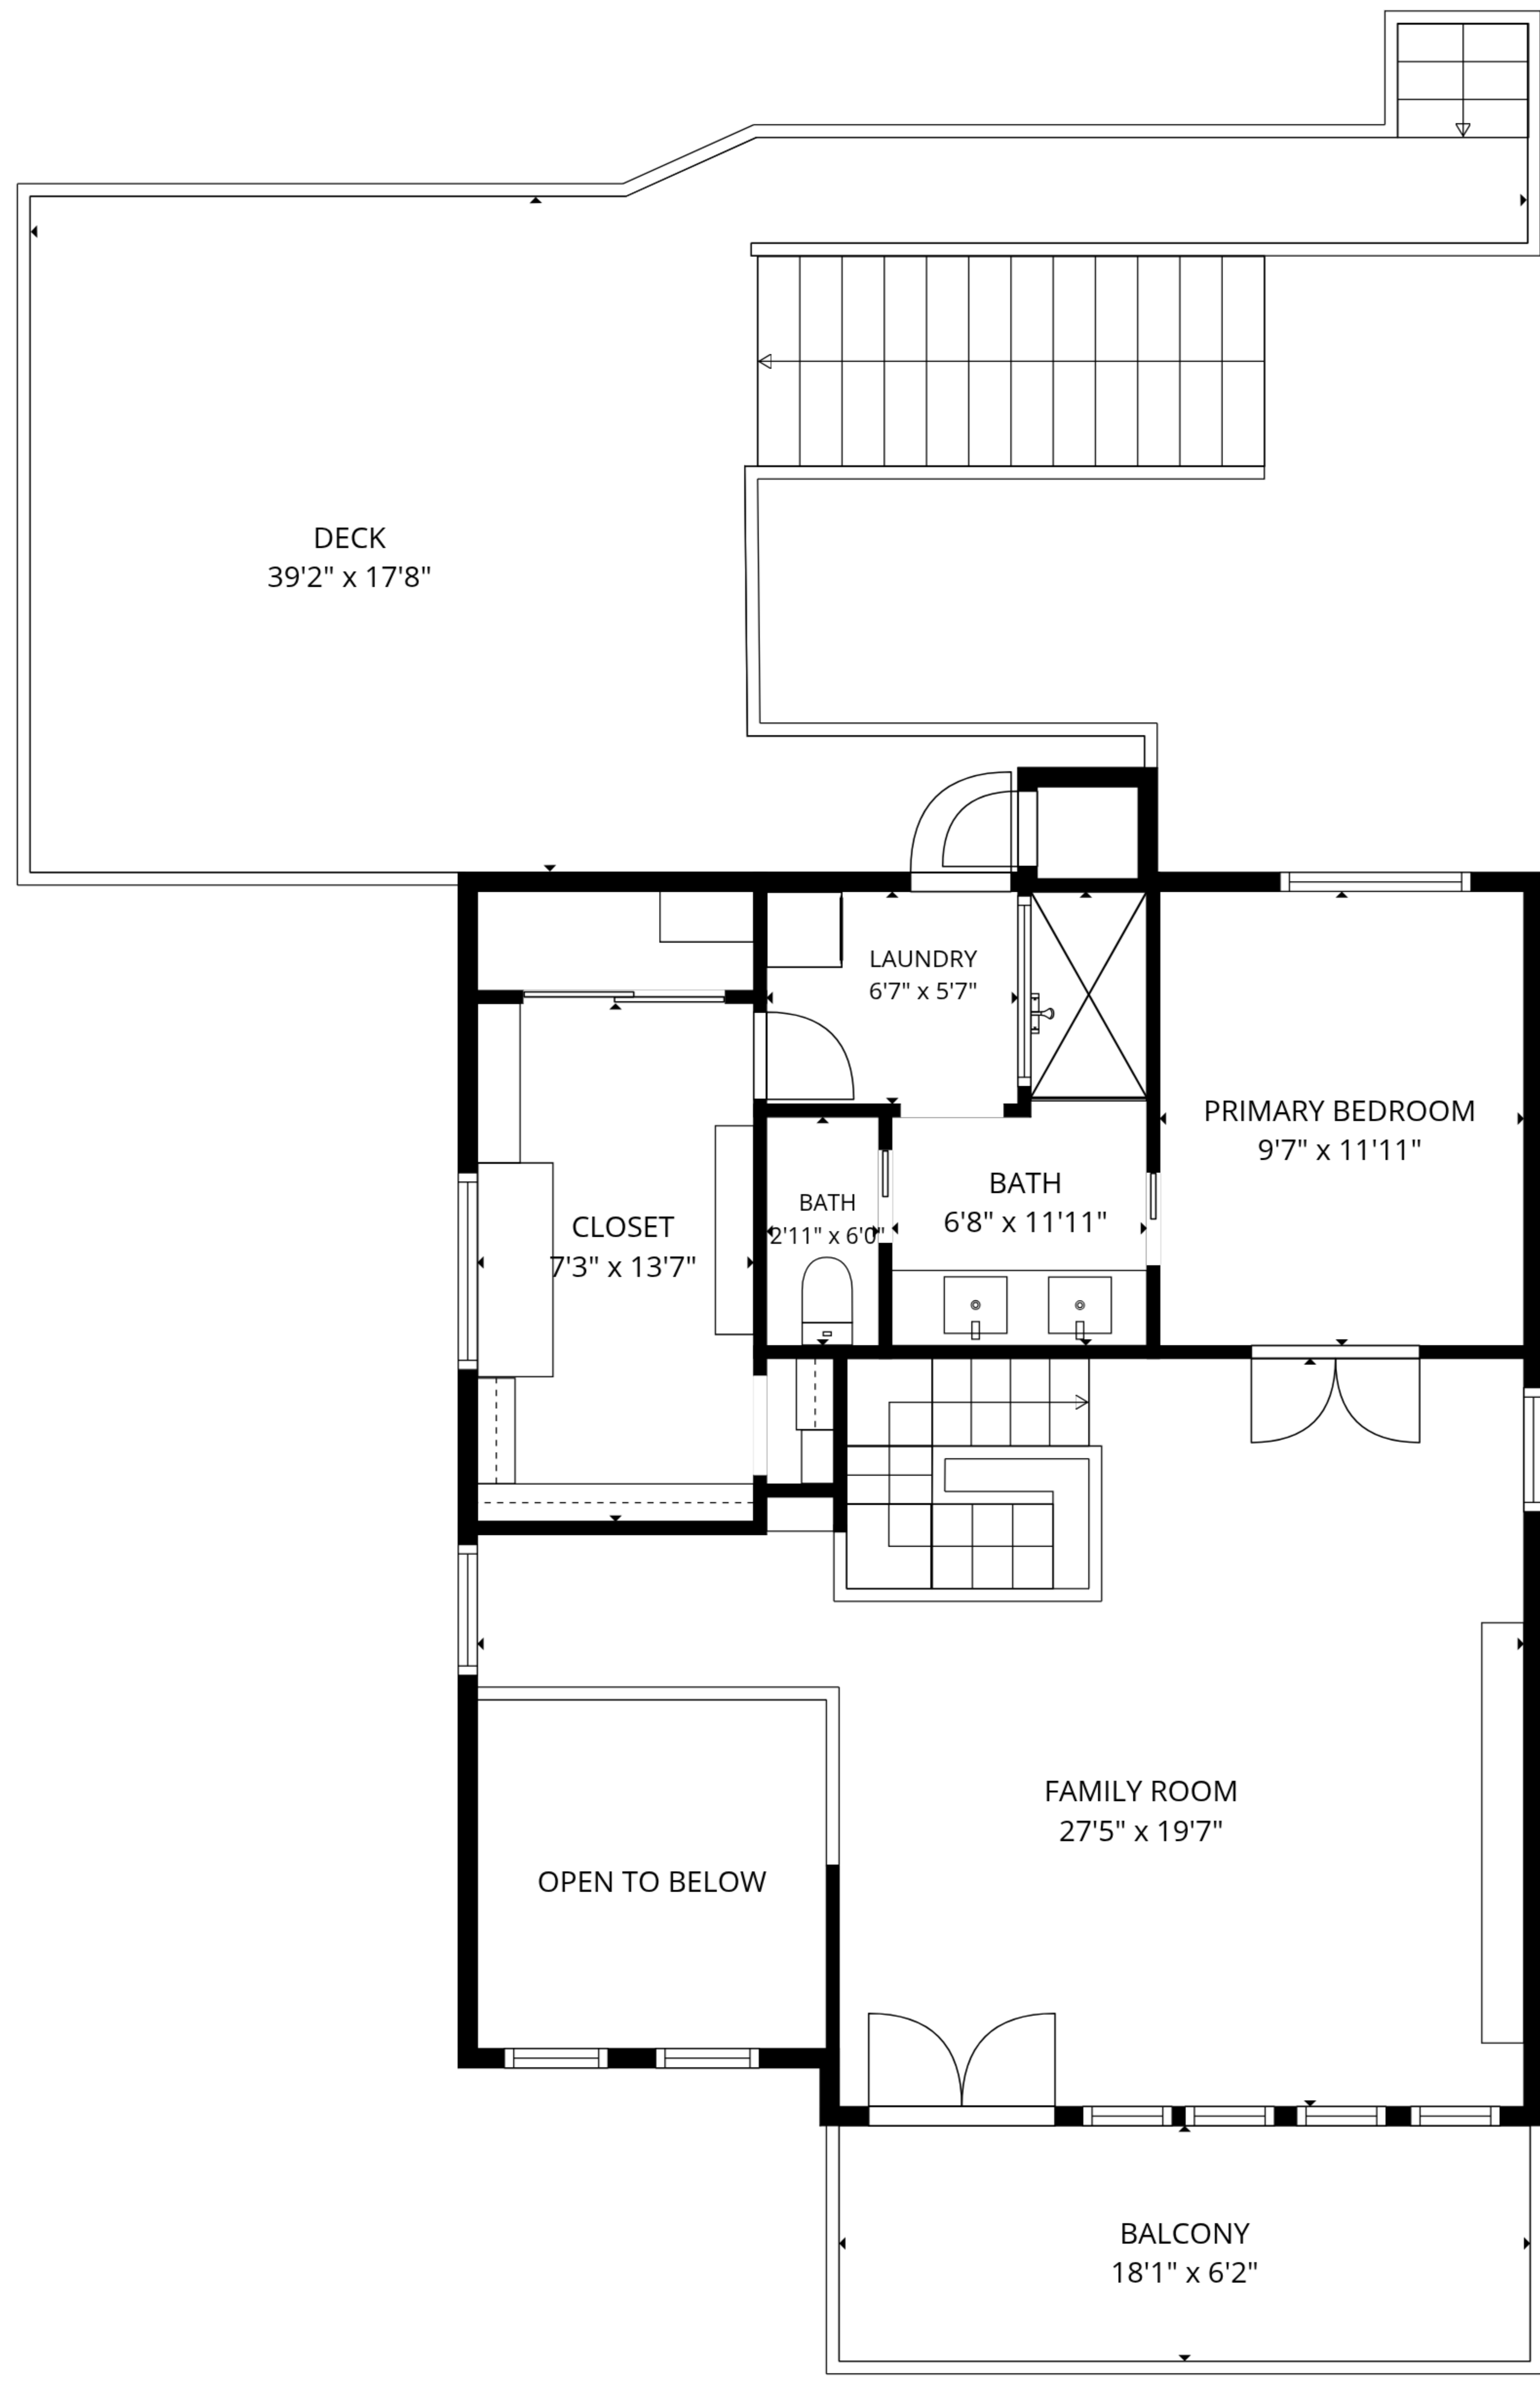 DECK
39'2" x 17'8"
LAUNDRY
6'7" x 5'7"
PRIMARY BEDROOM
9'7" x 11'11"
BATH
6'8" x 11'11"
BATH
2'11" x 6'0"
CLOSET
7'3" x 13'7"
FAMILY ROOM
27'5" x 19'7"
OPEN TO BELOW
BALCONY
18'1" x 6'2"